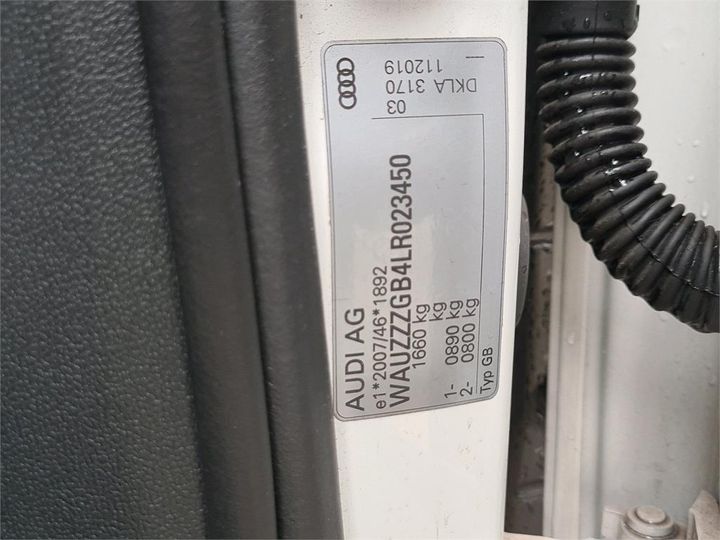 AUDI AG
e1*2007/46*1892
WAUZZZGB4LR023450
1660 kg
kg
1- 0890 kg
2- 0800 kg
Typ GB
03
DKLA 3170
112019